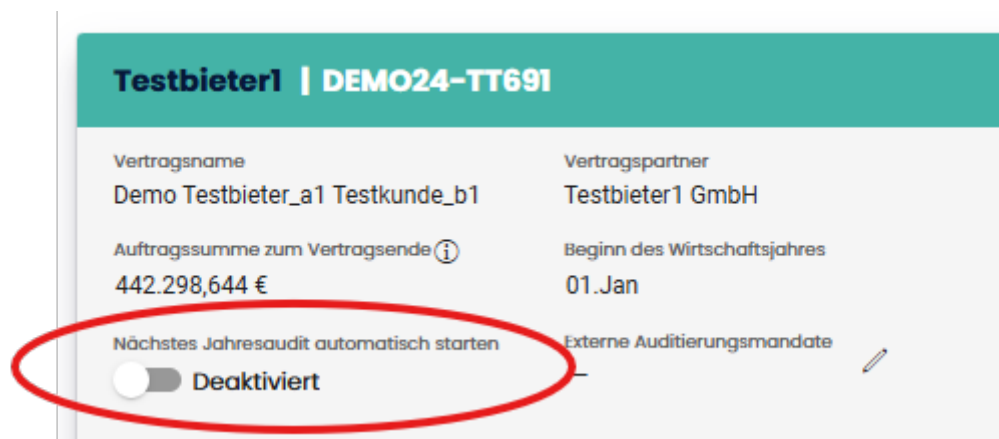 Testbieter1 | DEMO24-TT691
Vertragsname
Demo Testbieter_a1 Testkunde_b1
Vertragspartner
Testbieter1 GmbH
Auftragssumme zum Vertragsende ⓘ
442.298,644 €
Beginn des Wirtschaftsjahres
01.Jan
Nächstes Jahresaudit automatisch starten
Deaktiviert
Externe Auditierungsmandate
–